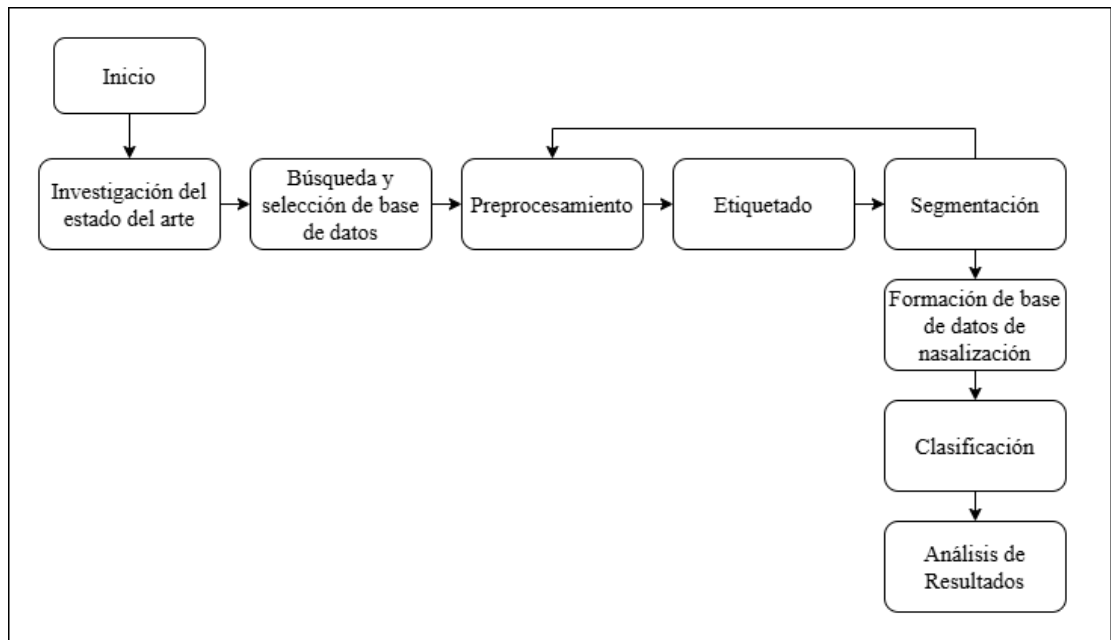 Inicio
Investigación del
estado del arte
Búsqueda y
selección de base
de datos
Preprocesamiento
Etiquetado
Segmentación
Formación de base
de datos de
nasalización
Clasificación
Análisis de
Resultados